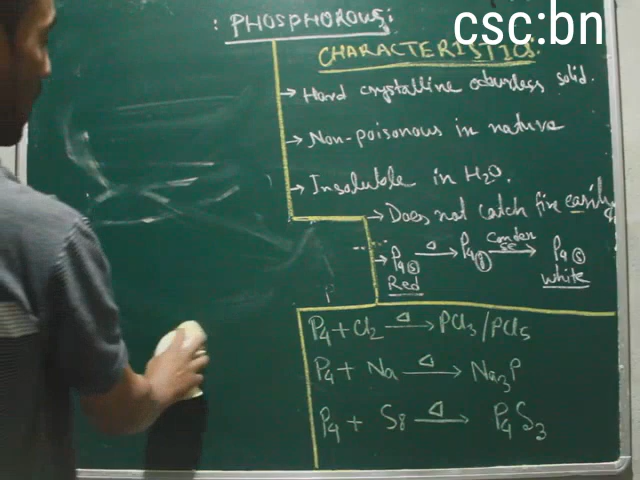 csc:bn
: PHOSPHOROUS:
CHARACTERISTICS:
→ Hard crystalline odourless solid.
→ Non-poisonous in nature
→ Insoluble in H₂O.
→ Does not catch fire easily
→ P₄(s) Δ→ P₄(g) Condense→ P₄(s)
Red White
P
P₄ + Cl₂ Δ→ PCl₃/PCl₅
P₄ + Na Δ→ Na₃P
P₄ + S₈ Δ→ P₄S₃